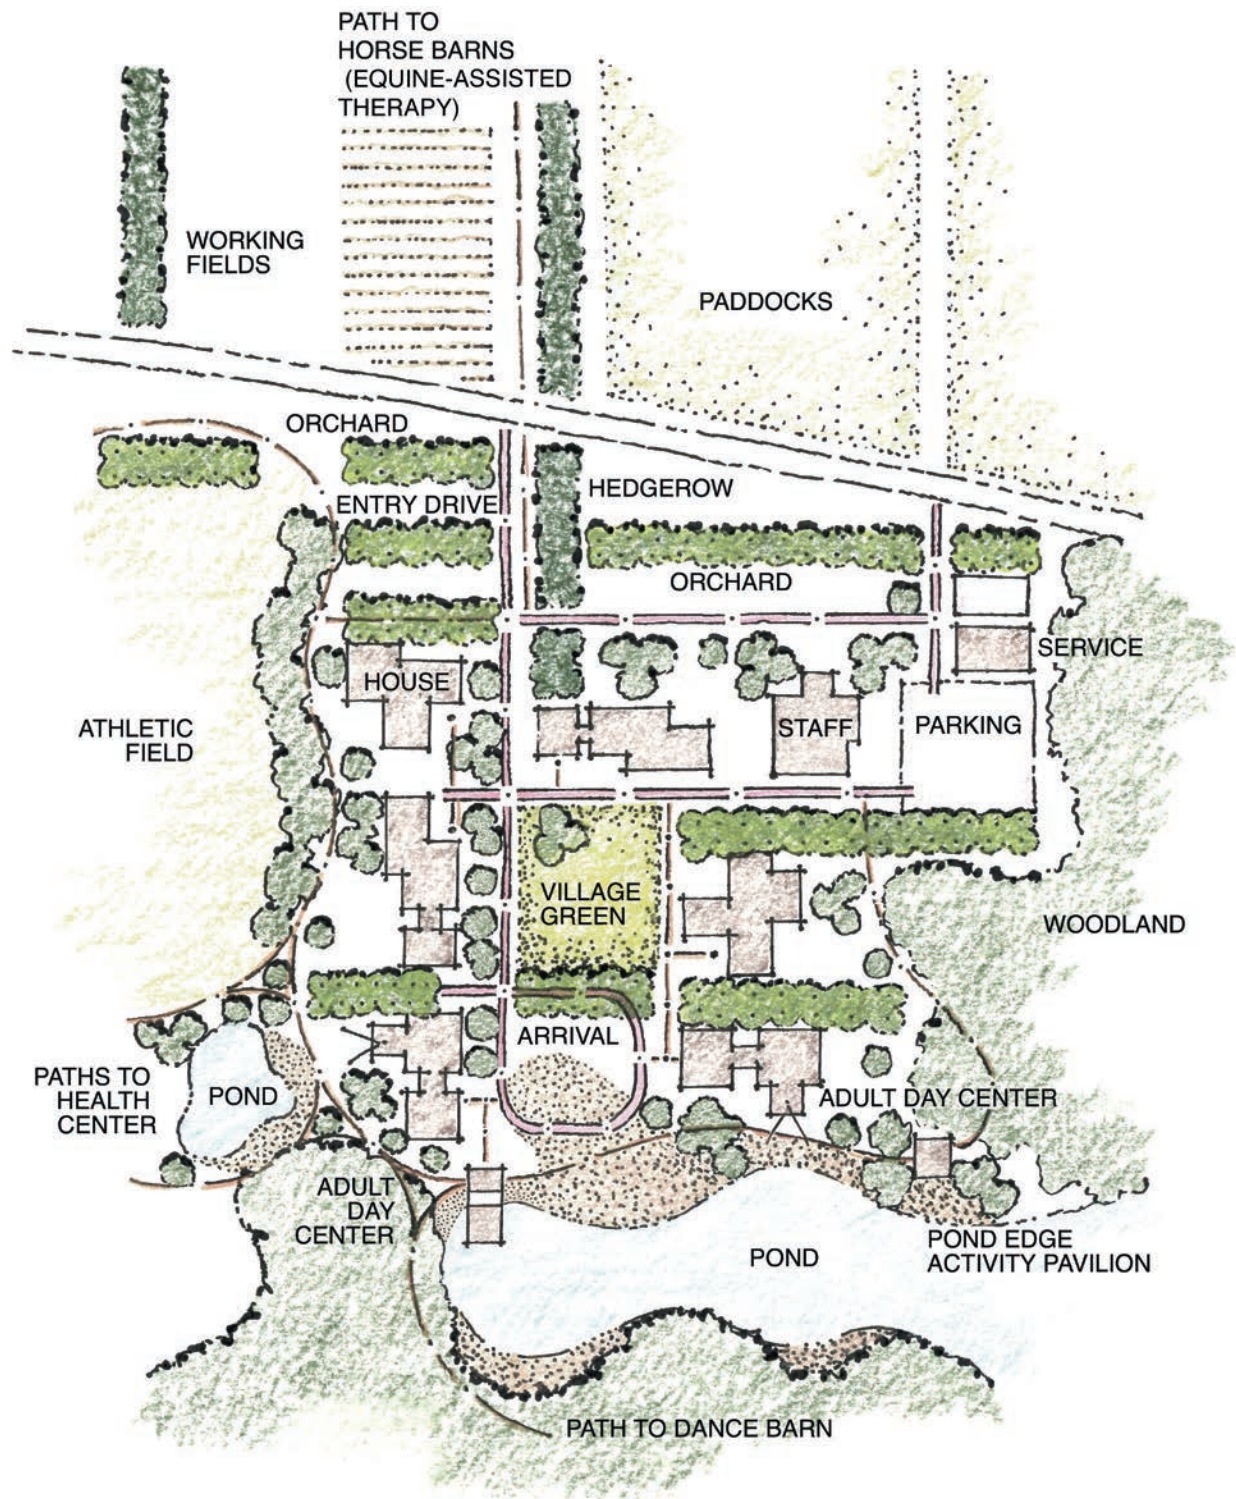 PATH TO
HORSE BARNS
(EQUINE-ASSISTED
THERAPY)
WORKING
FIELDS
PADDOCKS
ORCHARD
ENTRY DRIVE
HEDGEROW
ORCHARD
SERVICE
HOUSE
STAFF
PARKING
ATHLETIC
FIELD
VILLAGE
GREEN
WOODLAND
ARRIVAL
PATHS TO
HEALTH
CENTER
POND
ADULT DAY CENTER
ADULT
DAY
CENTER
POND
POND EDGE
ACTIVITY PAVILION
PATH TO DANCE BARN